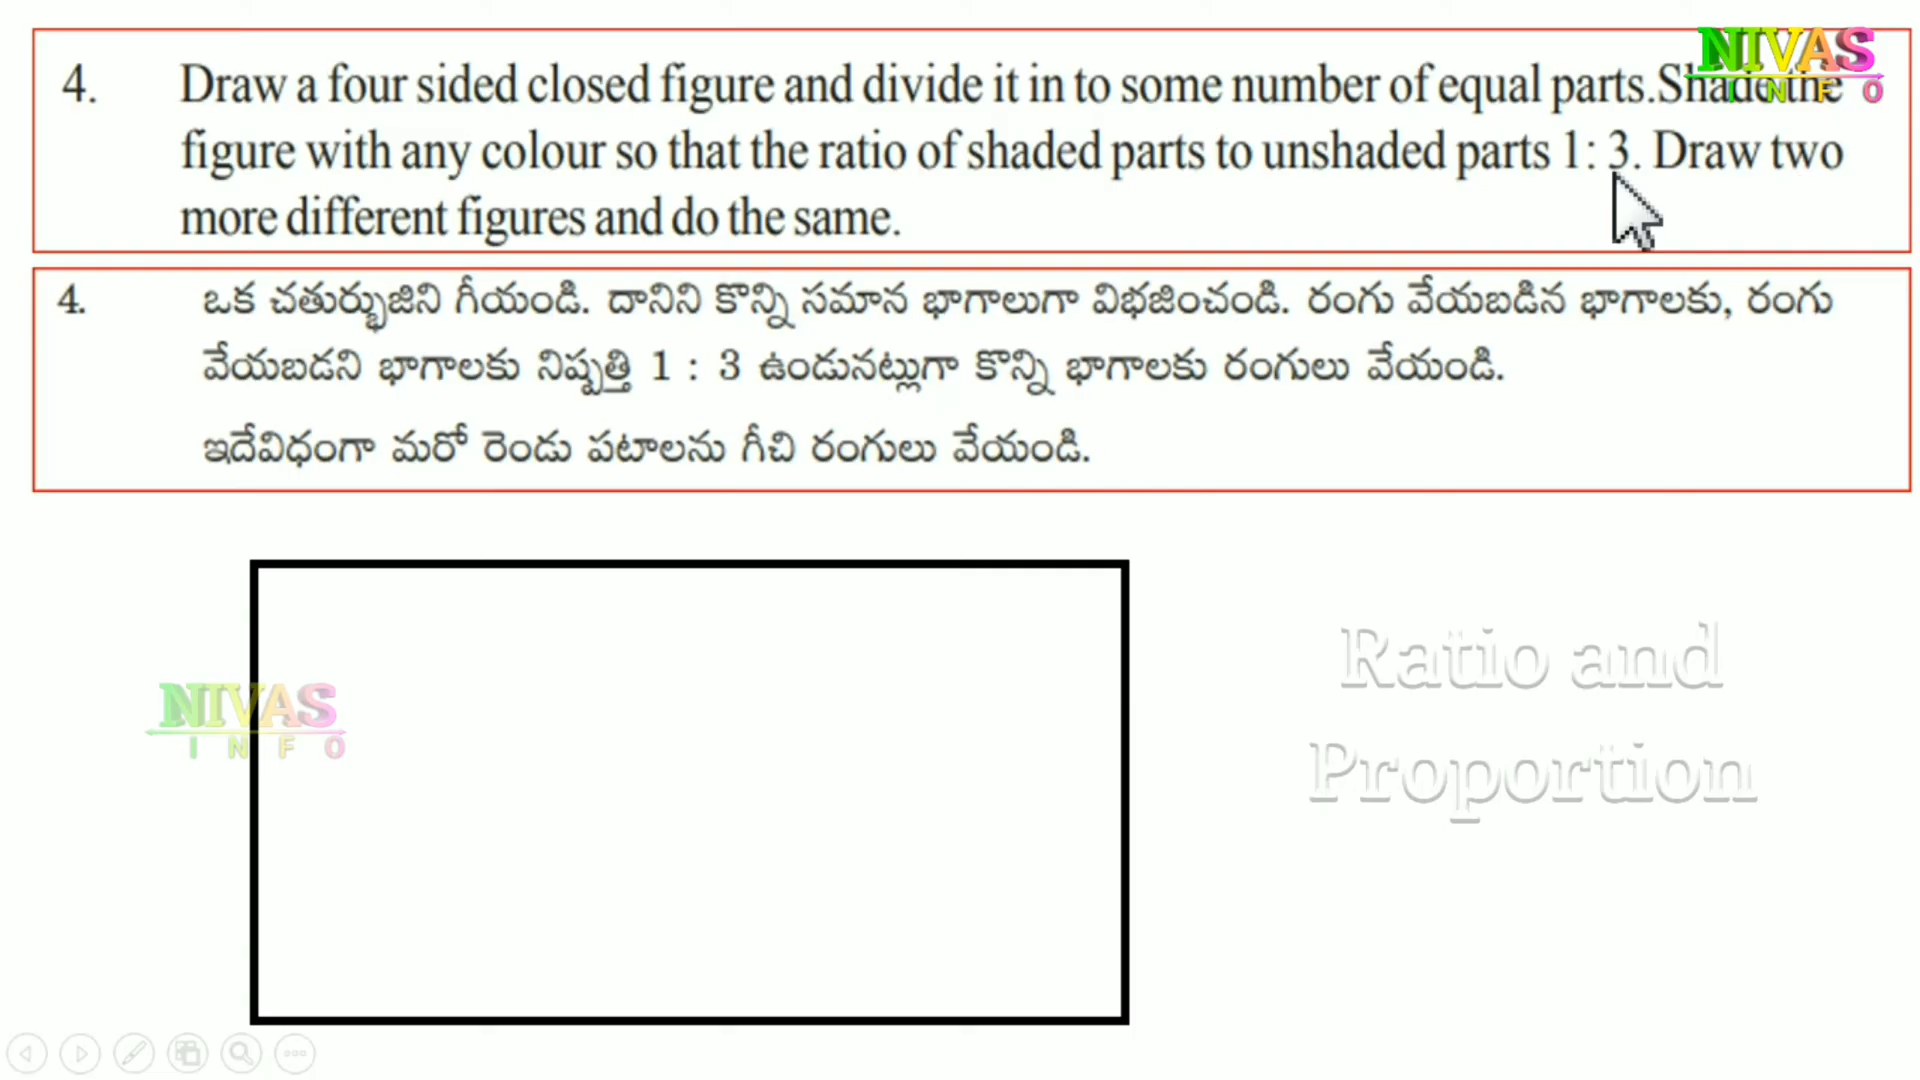 NIVAS
INFO
4. Draw a four sided closed figure and divide it in to some number of equal parts.Shade the
figure with any colour so that the ratio of shaded parts to unshaded parts 1: 3. Draw two
more different figures and do the same.
4. ఒక చతుర్భుజిని గీయండి. దానిని కొన్ని సమాన భాగాలుగా విభజించండి. రంగు వేయబడిన భాగాలకు, రంగు
వేయబడని భాగాలకు నిష్పత్తి 1 : 3 ఉండునట్లుగా కొన్ని భాగాలకు రంగులు వేయండి.
ఇదేవిధంగా మరో రెండు పటాలను గీచి రంగులు వేయండి.
Ratio and
Proportion
NIVAS
INFO